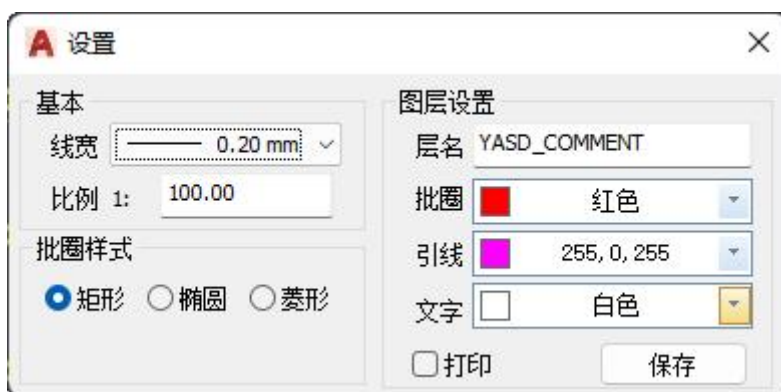 设置
基本
线宽 0.20 mm
比例 1: 100.00
批圈样式
矩形 椭圆 菱形
图层设置
层名 YASD_COMMENT
批圈 红色
引线 255,0,255
文字 白色
打印 保存